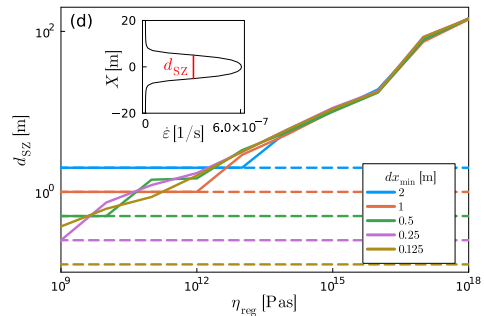 (d)
20
0
−20
X [m]
d_SZ
0
6.0×10⁻⁷
ε̇ [1/s]
10²
10⁰
d_SZ [m]
dx_min [m]
2
1
0.5
0.25
0.125
10⁹
10¹²
10¹⁵
10¹⁸
η_reg [Pas]